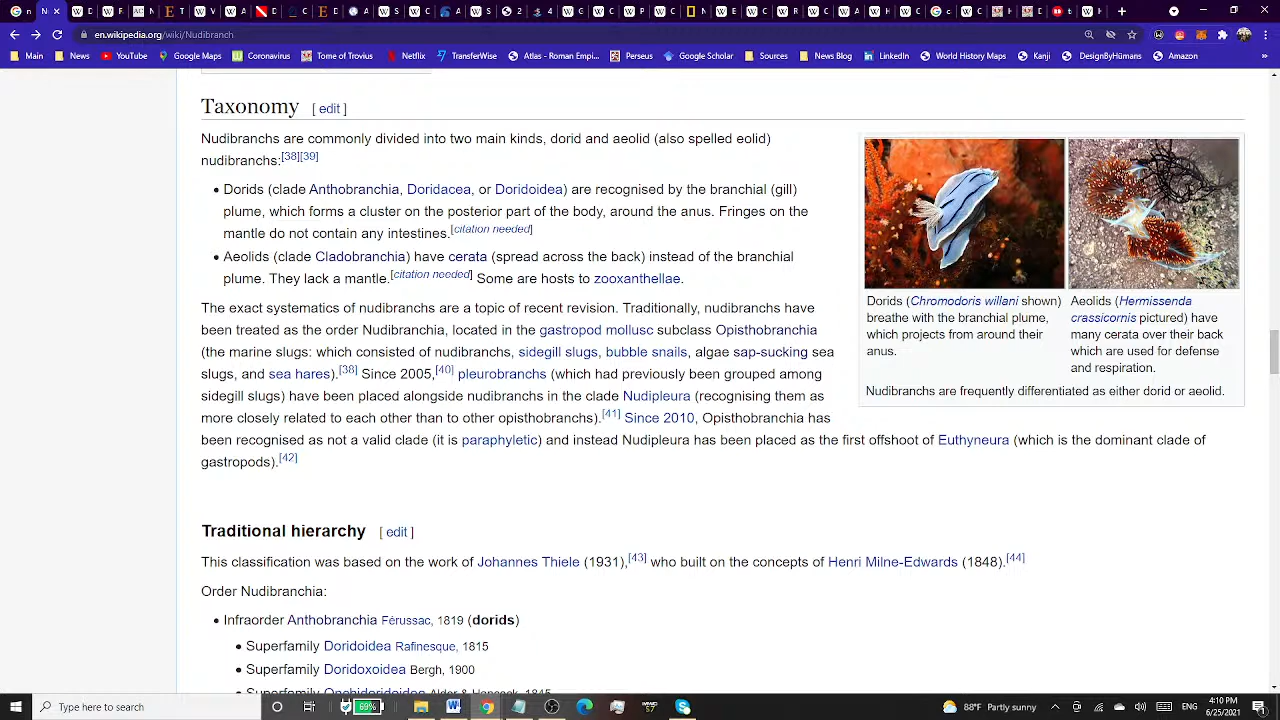 en.wikipedia.org/wiki/Nudibranch
Main News YouTube Google Maps Coronavirus Tome of Trovius Netflix TransferWise Atlas - Roman Empi... Perseus Google Scholar Sources News Blog LinkedIn World History Maps Kanji DesignByHümans Amazon »
Taxonomy [ edit ]
Nudibranchs are commonly divided into two main kinds, dorid and aeolid (also spelled eolid)
nudibranchs:[38][39]
• Dorids (clade Anthobranchia, Doridacea, or Doridoidea) are recognised by the branchial (gill)
plume, which forms a cluster on the posterior part of the body, around the anus. Fringes on the
mantle do not contain any intestines.[citation needed]
• Aeolids (clade Cladobranchia) have cerata (spread across the back) instead of the branchial
plume. They lack a mantle.[citation needed] Some are hosts to zooxanthellae.
The exact systematics of nudibranchs are a topic of recent revision. Traditionally, nudibranchs have
been treated as the order Nudibranchia, located in the gastropod mollusc subclass Opisthobranchia
(the marine slugs: which consisted of nudibranchs, sidegill slugs, bubble snails, algae sap-sucking sea
slugs, and sea hares).[38] Since 2005,[40] pleurobranchs (which had previously been grouped among
sidegill slugs) have been placed alongside nudibranchs in the clade Nudipleura (recognising them as
more closely related to each other than to other opisthobranchs).[41] Since 2010, Opisthobranchia has
been recognised as not a valid clade (it is paraphyletic) and instead Nudipleura has been placed as the first offshoot of Euthyneura (which is the dominant clade of
gastropods).[42]
Dorids (Chromodoris willani shown)
breathe with the branchial plume,
which projects from around their
anus.
Aeolids (Hermissenda
crassicornis pictured) have
many cerata over their back
which are used for defense
and respiration.
Nudibranchs are frequently differentiated as either dorid or aeolid.
Traditional hierarchy [ edit ]
This classification was based on the work of Johannes Thiele (1931),[43] who built on the concepts of Henri Milne-Edwards (1848).[44]
Order Nudibranchia:
• Infraorder Anthobranchia Férussac, 1819 (dorids)
• Superfamily Doridoidea Rafinesque, 1815
• Superfamily Doridoxoidea Bergh, 1900
Type here to search
69%
88°F Partly sunny
ENG
4:10 PM
6/25/2021